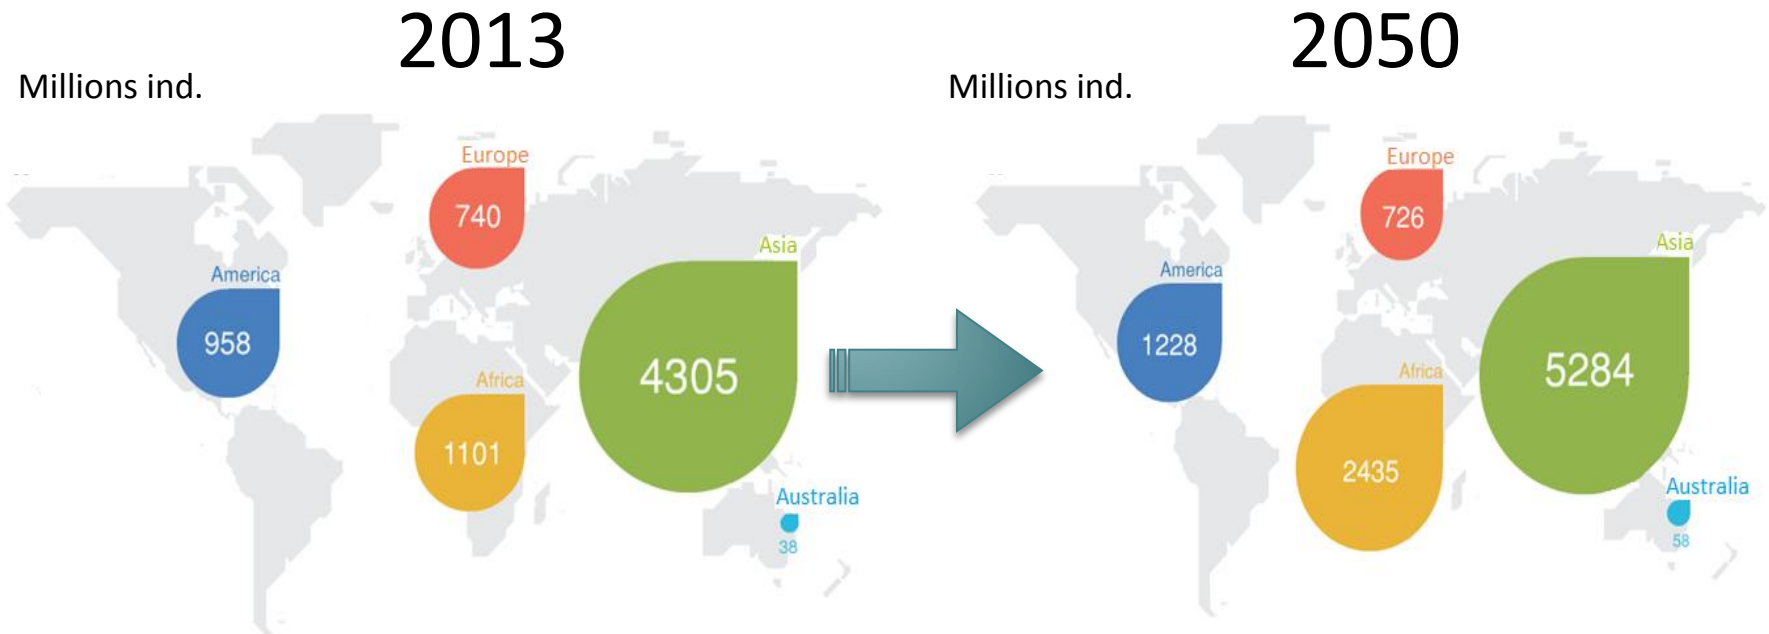 2013
Millions ind.
Europe
740
Asia
America
958
4305
Africa
1101
Australia
38
2050
Millions ind.
Europe
726
Asia
America
1228
5284
Africa
2435
Australia
58